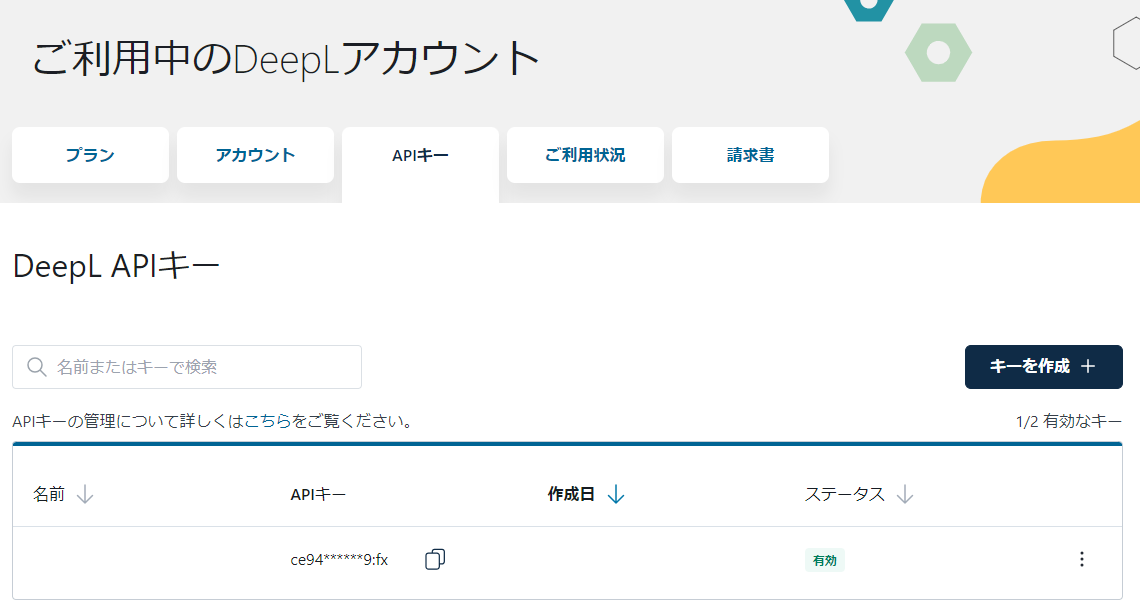 ご利用中のDeepLアカウント
プラン アカウント APIキー ご利用状況 請求書
DeepL APIキー
名前またはキーで検索 キーを作成
APIキーの管理について詳しくはこちらをご覧ください。 1/2 有効なキー
名前 APIキー 作成日 ステータス
ce94******9:fx 有効